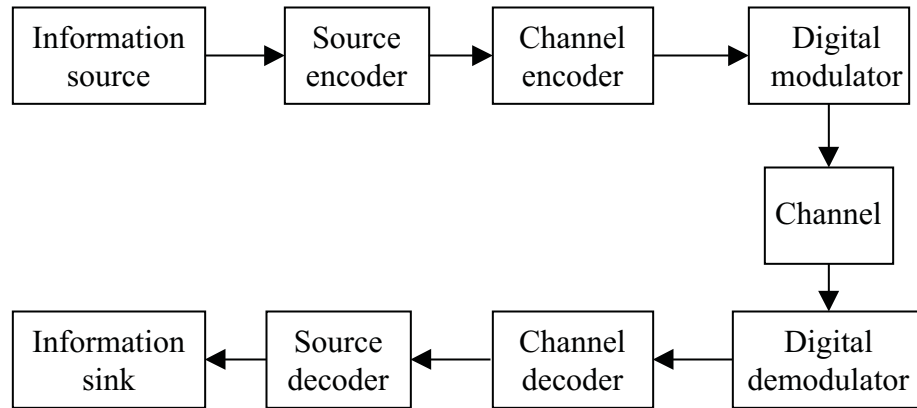 Information
source
Source
encoder
Channel
encoder
Digital
modulator
Channel
Information
sink
Source
decoder
Channel
decoder
Digital
demodulator